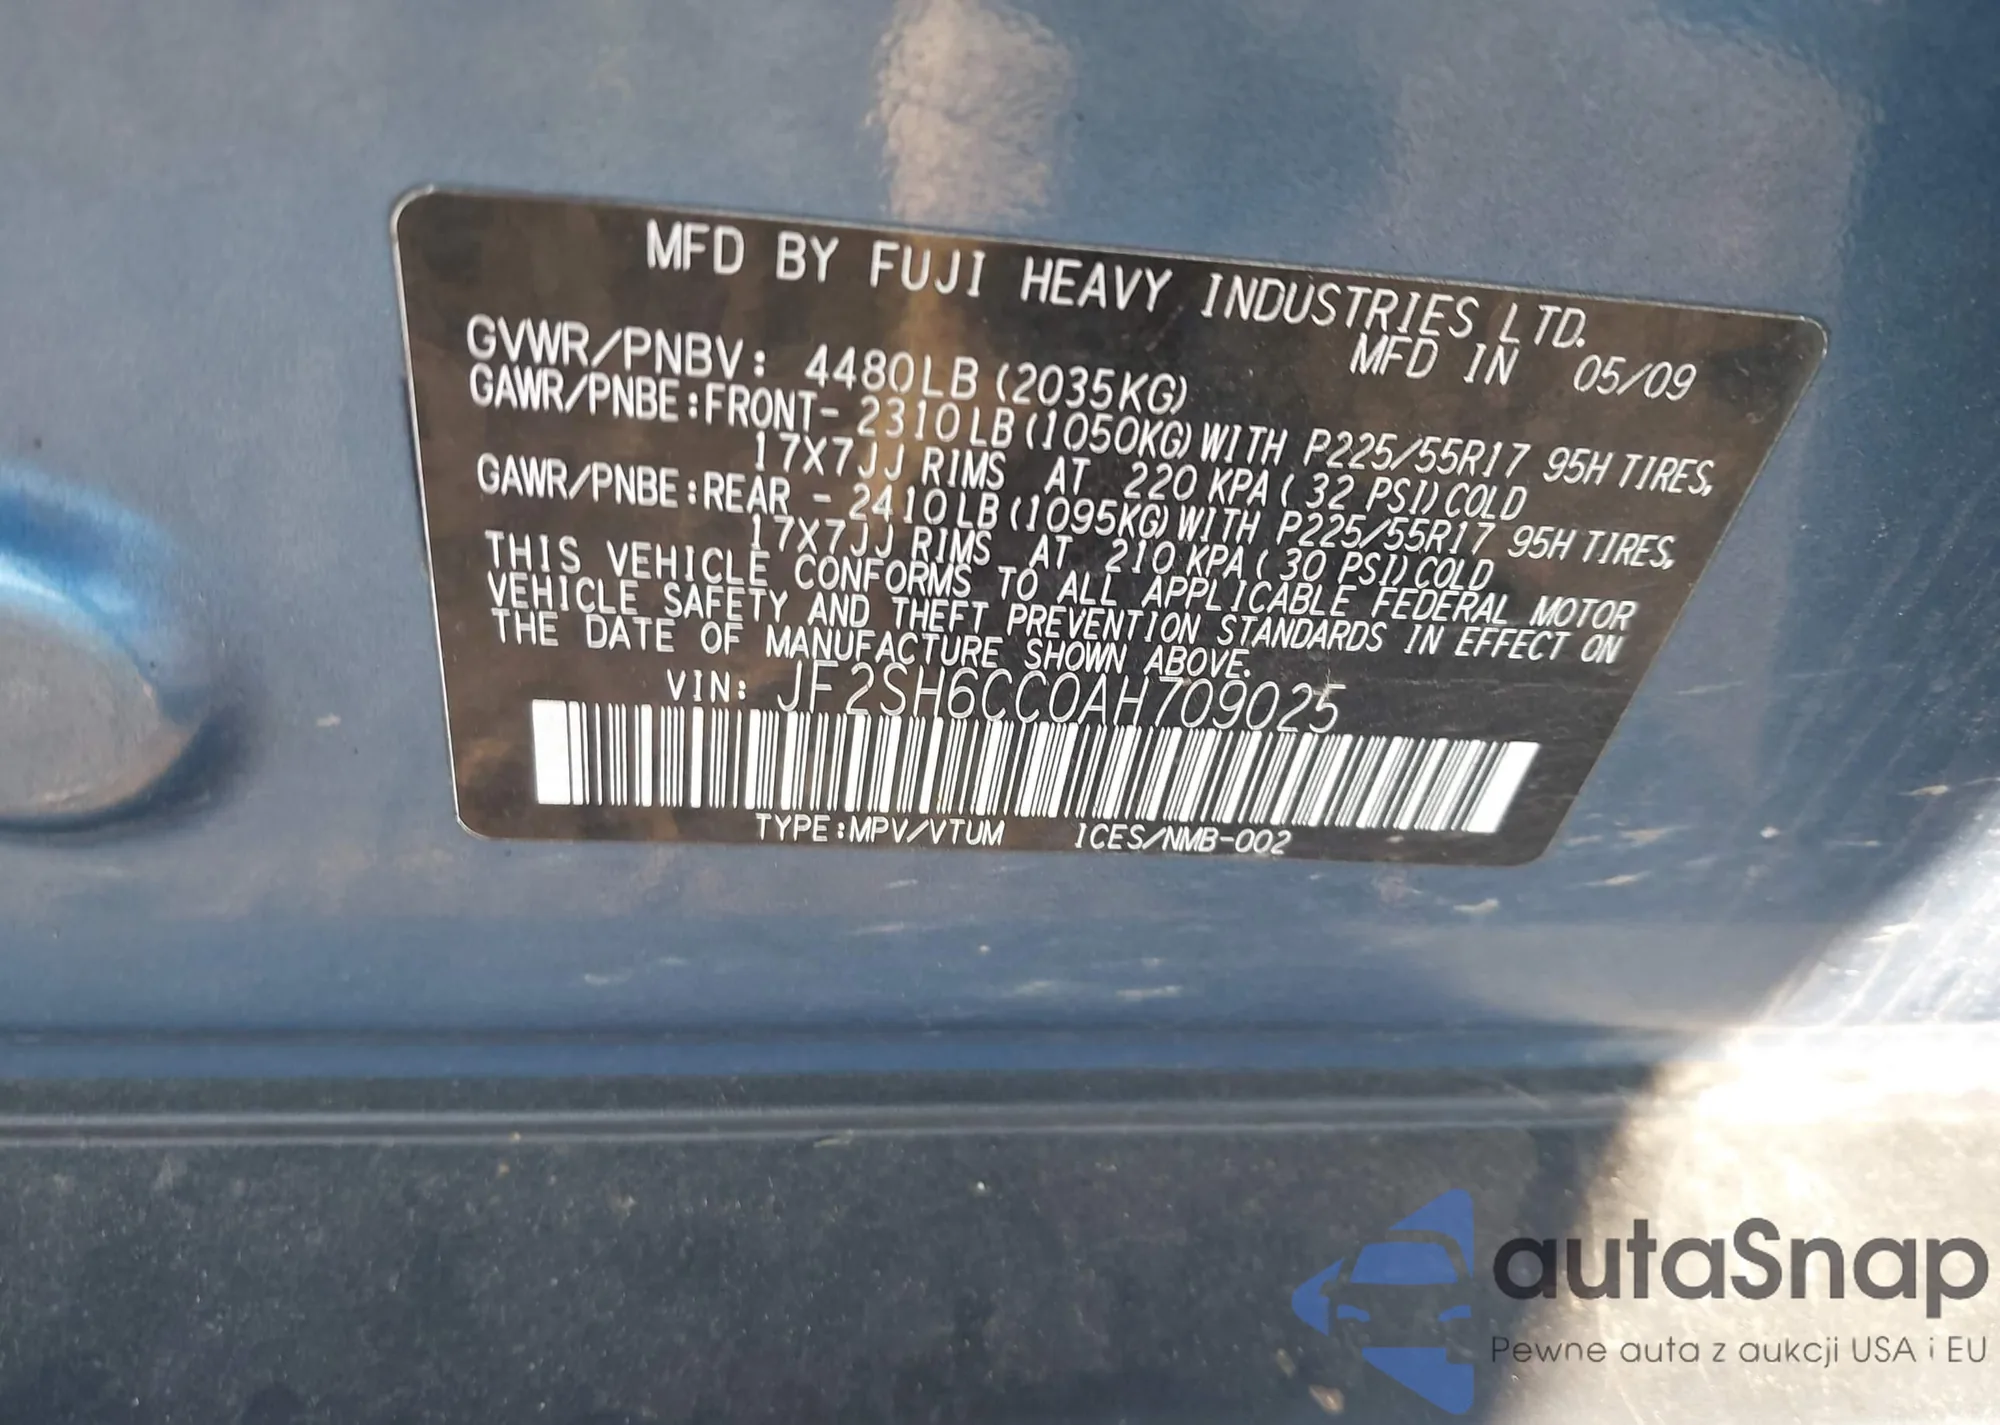 MFD BY FUJI HEAVY INDUSTRIES LTD.
MFD IN 05/09
GVWR/PNBV: 4480LB (2035KG)
GAWR/PNBE:FRONT- 2310LB(1050KG)WITH P225/55R17 95H TIRES,
17X7JJ RIMS AT 220 KPA( 32 PSI)COLD
GAWR/PNBE:REAR - 2410LB(1095KG)WITH P225/55R17 95H TIRES,
17X7JJ RIMS AT 210 KPA( 30 PSI)COLD
THIS VEHICLE CONFORMS TO ALL APPLICABLE FEDERAL MOTOR
VEHICLE SAFETY AND THEFT PREVENTION STANDARDS IN EFFECT ON
THE DATE OF MANUFACTURE SHOWN ABOVE.
VIN: JF2SH6CC0AH709025
TYPE:MPV/VTUM ICES/NMB-002
autaSnap
Pewne auta z aukcji USA i EU